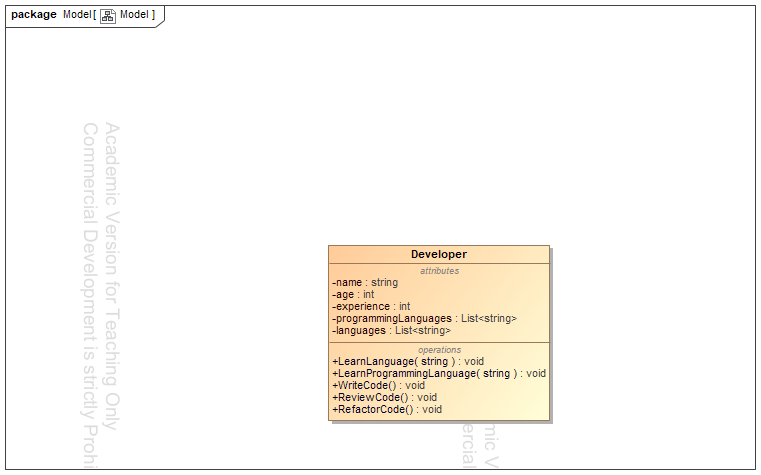 package Model[ Model ]
Academic Version for Teaching Only
Commercial Development is strictly Prohi
Developer
attributes
-name : string
-age : int
-experience : int
-programmingLanguages : List<string>
-languages : List<string>
operations
+LearnLanguage( string ) : void
+LearnProgrammingLanguage( string ) : void
+WriteCode() : void
+ReviewCode() : void
+RefactorCode() : void
mic V
ercial